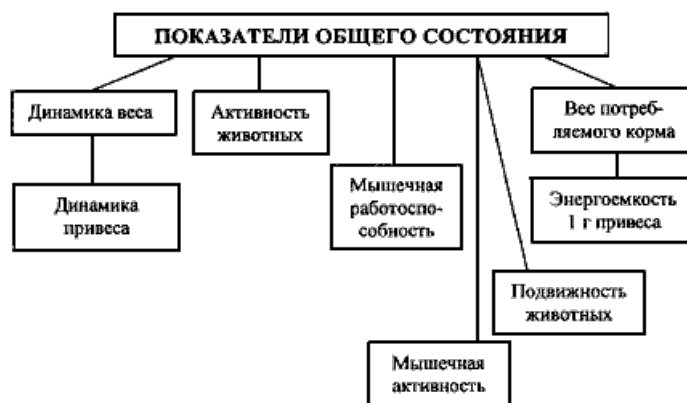 ПОКАЗАТЕЛИ ОБЩЕГО СОСТОЯНИЯ
Динамика веса
Динамика
привеса
Активность
животных
Мышечная
работоспо-
собность
Мышечная
активность
Подвижность
животных
Вес потреб-
ляемого корма
Энергоемкость
1 г привеса